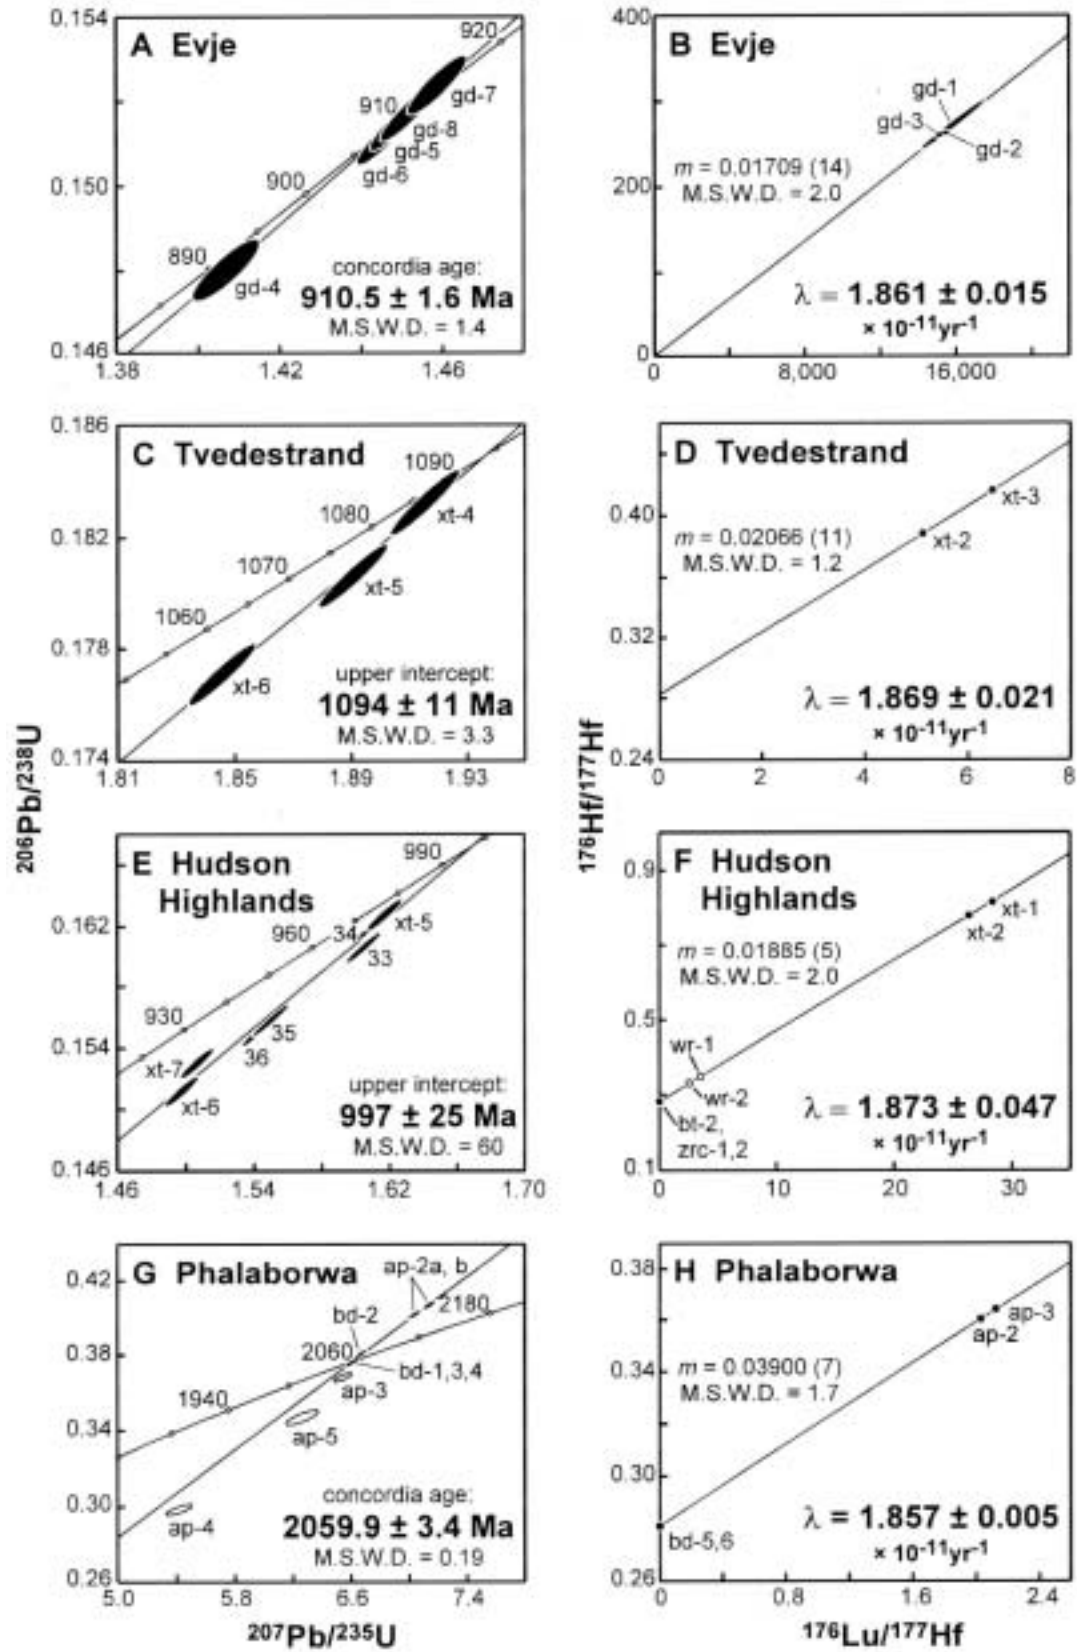 A Evje
0.154
0.150
0.146
1.38
1.42
1.46
920
910
900
890
gd-7
gd-8
gd-5
gd-6
gd-4
concordia age:
910.5 ± 1.6 Ma
M.S.W.D. = 1.4
B Evje
400
200
0
0
8,000
16,000
gd-1
gd-3
gd-2
m = 0.01709 (14)
M.S.W.D. = 2.0
λ = 1.861 ± 0.015
× 10⁻¹¹yr⁻¹
C Tvedestrand
0.186
0.182
0.178
0.174
1.81
1.85
1.89
1.93
1090
1080
1070
1060
xt-4
xt-5
xt-6
upper intercept:
1094 ± 11 Ma
M.S.W.D. = 3.3
D Tvedestrand
0.40
0.32
0.24
0
2
4
6
8
xt-3
xt-2
m = 0.02066 (11)
M.S.W.D. = 1.2
λ = 1.869 ± 0.021
× 10⁻¹¹yr⁻¹
²⁰⁶Pb/²³⁸U
¹⁷⁶Hf/¹⁷⁷Hf
E Hudson
Highlands
0.162
0.154
0.146
1.46
1.54
1.62
1.70
990
960
930
34
xt-5
33
35
36
xt-7
xt-6
upper intercept:
997 ± 25 Ma
M.S.W.D. = 60
F Hudson
Highlands
0.9
0.5
0.1
0
10
20
30
xt-1
xt-2
m = 0.01885 (5)
M.S.W.D. = 2.0
wr-1
wr-2
bt-2,
zrc-1,2
λ = 1.873 ± 0.047
× 10⁻¹¹yr⁻¹
G Phalaborwa
0.42
0.38
0.34
0.30
0.26
5.0
5.8
6.6
7.4
ap-2a, b
2180
bd-2
2060
bd-1,3,4
ap-3
1940
ap-5
ap-4
concordia age:
2059.9 ± 3.4 Ma
M.S.W.D. = 0.19
H Phalaborwa
0.38
0.34
0.30
0.26
0
0.8
1.6
2.4
ap-3
ap-2
m = 0.03900 (7)
M.S.W.D. = 1.7
bd-5,6
λ = 1.857 ± 0.005
× 10⁻¹¹yr⁻¹
²⁰⁷Pb/²³⁵U
¹⁷⁶Lu/¹⁷⁷Hf